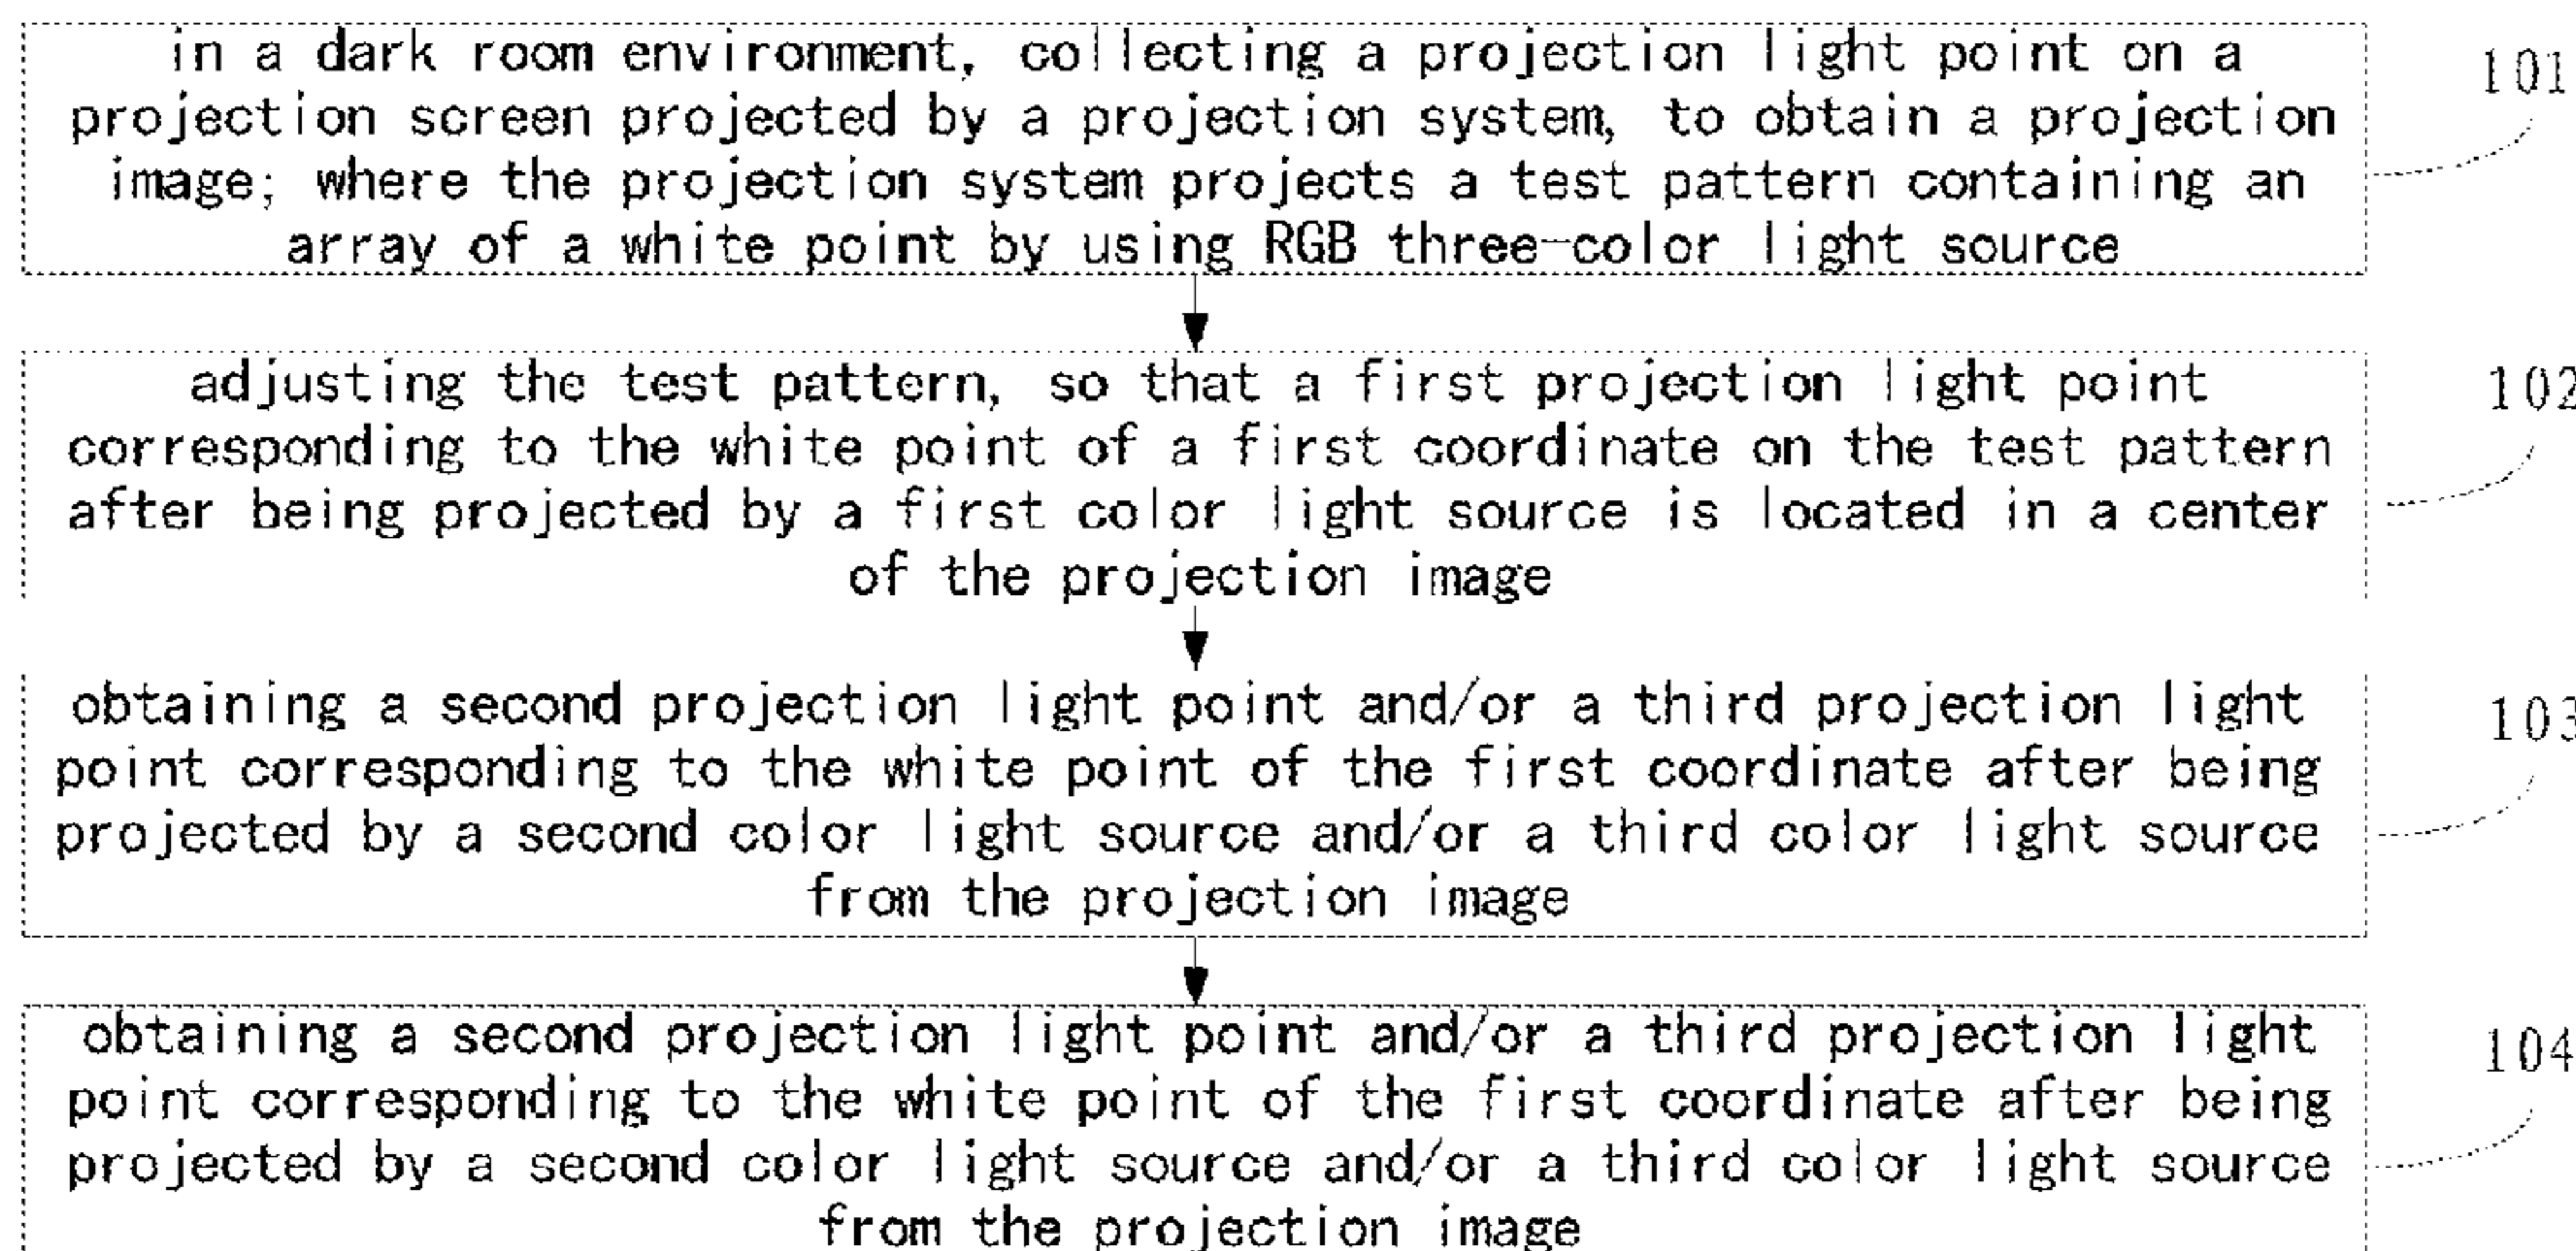 in a dark room environment, collecting a projection light point on a
projection screen projected by a projection system, to obtain a projection
image; where the projection system projects a test pattern containing an
array of a white point by using RGB three-color light source
101
adjusting the test pattern, so that a first projection light point
corresponding to the white point of a first coordinate on the test pattern
after being projected by a first color light source is located in a center
of the projection image
102
obtaining a second projection light point and/or a third projection light
point corresponding to the white point of the first coordinate after being
projected by a second color light source and/or a third color light source
from the projection image
103
obtaining a second projection light point and/or a third projection light
point corresponding to the white point of the first coordinate after being
projected by a second color light source and/or a third color light source
from the projection image
104